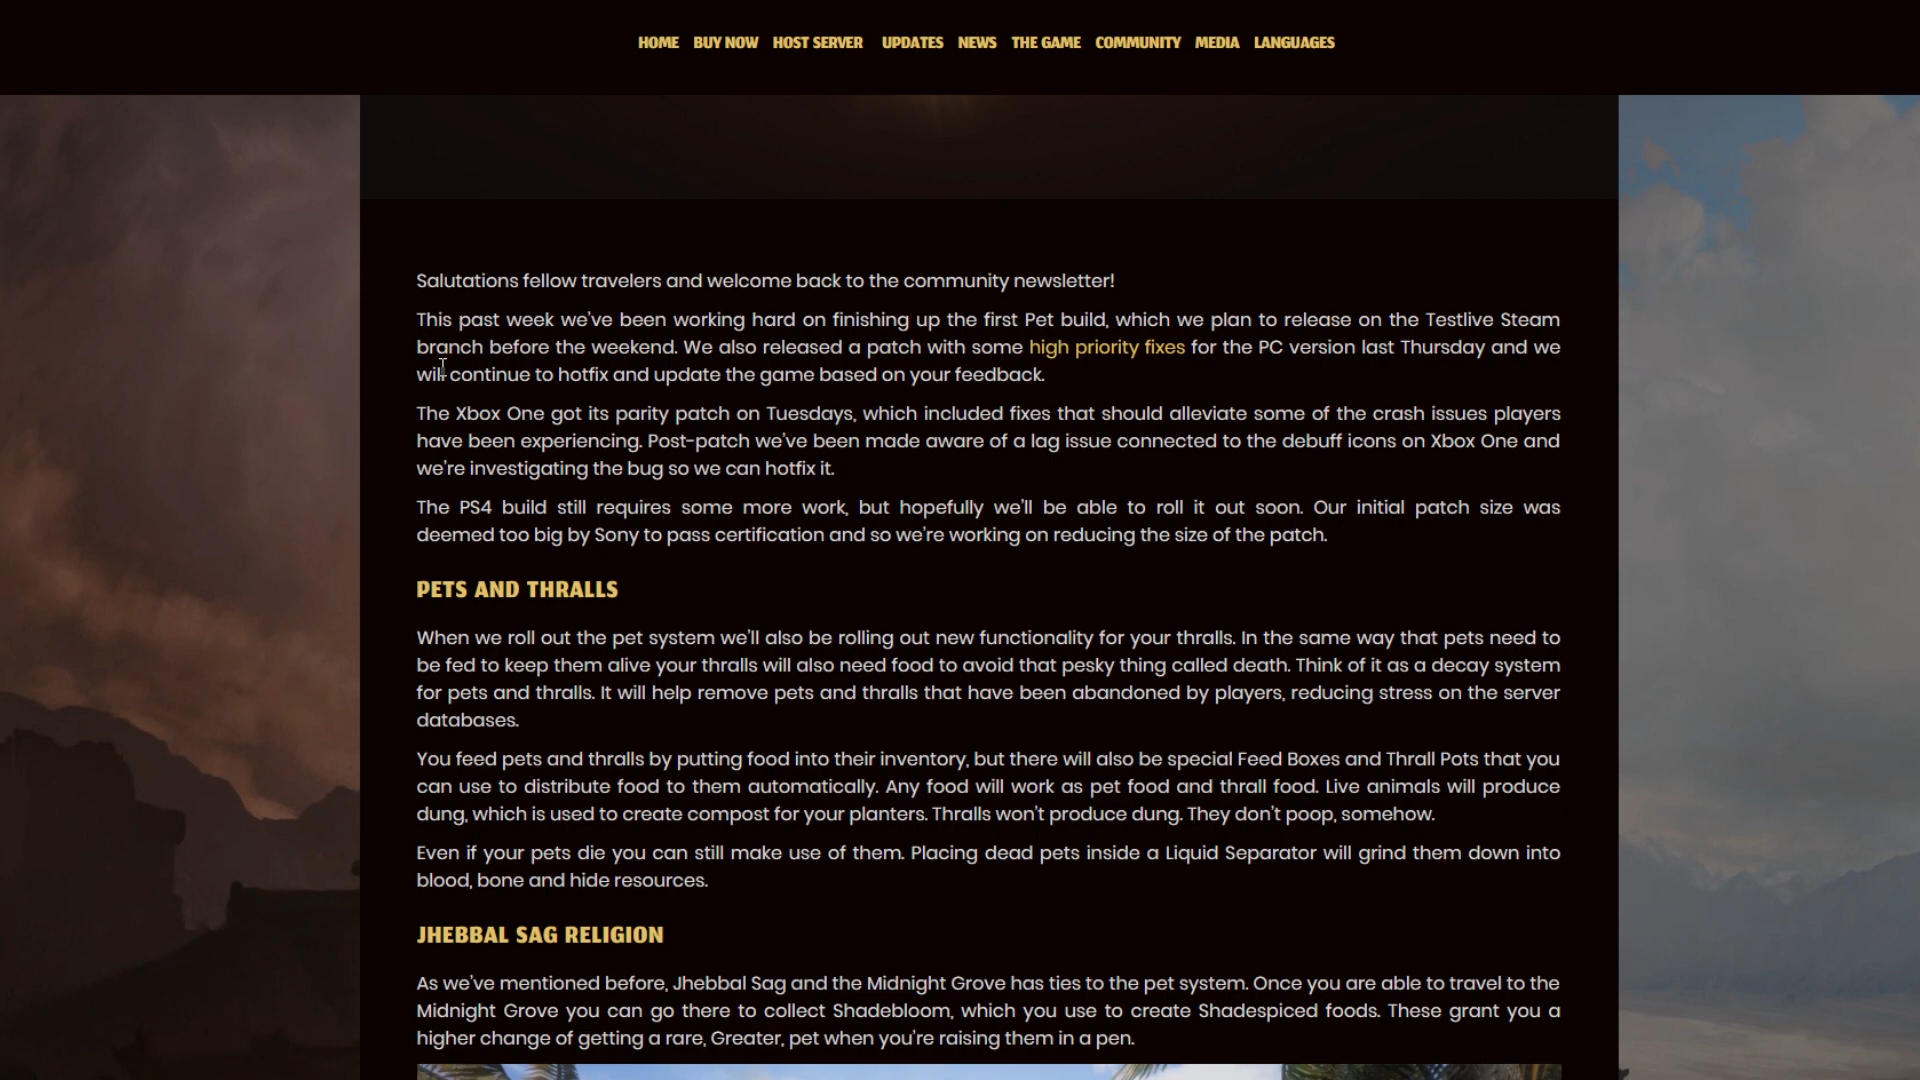 HOME BUY NOW HOST SERVER UPDATES NEWS THE GAME COMMUNITY MEDIA LANGUAGES
Salutations fellow travelers and welcome back to the community newsletter!
This past week we've been working hard on finishing up the first Pet build, which we plan to release on the Testlive Steam
branch before the weekend. We also released a patch with some high priority fixes for the PC version last Thursday and we
will continue to hotfix and update the game based on your feedback.
The Xbox One got its parity patch on Tuesdays, which included fixes that should alleviate some of the crash issues players
have been experiencing. Post-patch we've been made aware of a lag issue connected to the debuff icons on Xbox One and
we're investigating the bug so we can hotfix it.
The PS4 build still requires some more work, but hopefully we'll be able to roll it out soon. Our initial patch size was
deemed too big by Sony to pass certification and so we're working on reducing the size of the patch.
PETS AND THRALLS
When we roll out the pet system we'll also be rolling out new functionality for your thralls. In the same way that pets need to
be fed to keep them alive your thralls will also need food to avoid that pesky thing called death. Think of it as a decay system
for pets and thralls. It will help remove pets and thralls that have been abandoned by players, reducing stress on the server
databases.
You feed pets and thralls by putting food into their inventory, but there will also be special Feed Boxes and Thrall Pots that you
can use to distribute food to them automatically. Any food will work as pet food and thrall food. Live animals will produce
dung, which is used to create compost for your planters. Thralls won't produce dung. They don't poop, somehow.
Even if your pets die you can still make use of them. Placing dead pets inside a Liquid Separator will grind them down into
blood, bone and hide resources.
JHEBBAL SAG RELIGION
As we've mentioned before, Jhebbal Sag and the Midnight Grove has ties to the pet system. Once you are able to travel to the
Midnight Grove you can go there to collect Shadebloom, which you use to create Shadespiced foods. These grant you a
higher change of getting a rare, Greater, pet when you're raising them in a pen.